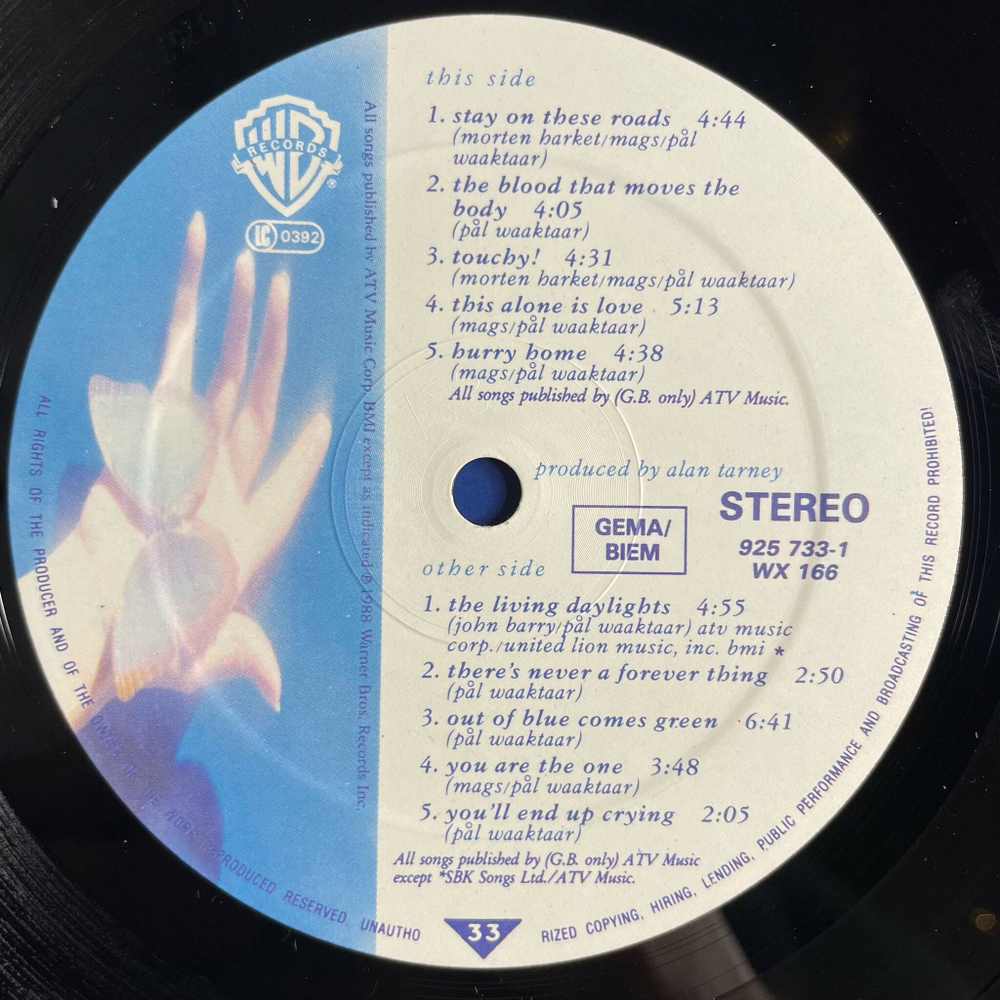 WB
RECORDS
®
LC 0392
All songs published by ATV Music Corp. BMI except as indicated ℗ 1988 Warner Bros. Records Inc.
this side
1. stay on these roads 4:44
(morten harket/mags/pål
waaktaar)
2. the blood that moves the
body 4:05
(pål waaktaar)
3. touchy! 4:31
(morten harket/mags/pål waaktaar)
4. this alone is love 5:13
(mags/pål waaktaar)
5. hurry home 4:38
(mags/pål waaktaar)
All songs published by (G.B. only) ATV Music.
produced by alan tarney
STEREO
GEMA/
BIEM
925 733-1
WX 166
other side
1. the living daylights 4:55
(john barry/pål waaktaar) atv music
corp./united lion music, inc. bmi *
2. there's never a forever thing 2:50
(pål waaktaar)
3. out of blue comes green 6:41
(pål waaktaar)
4. you are the one 3:48
(mags/pål waaktaar)
5. you'll end up crying 2:05
(pål waaktaar)
All songs published by (G.B. only) ATV Music
except *SBK Songs Ltd./ATV Music.
33
ALL RIGHTS OF THE PRODUCER AND OF THE OWNER OF THE WORK REPRODUCED RESERVED. UNAUTHO
RIZED COPYING, HIRING, LENDING, PUBLIC PERFORMANCE AND BROADCASTING OF THIS RECORD PROHIBITED!